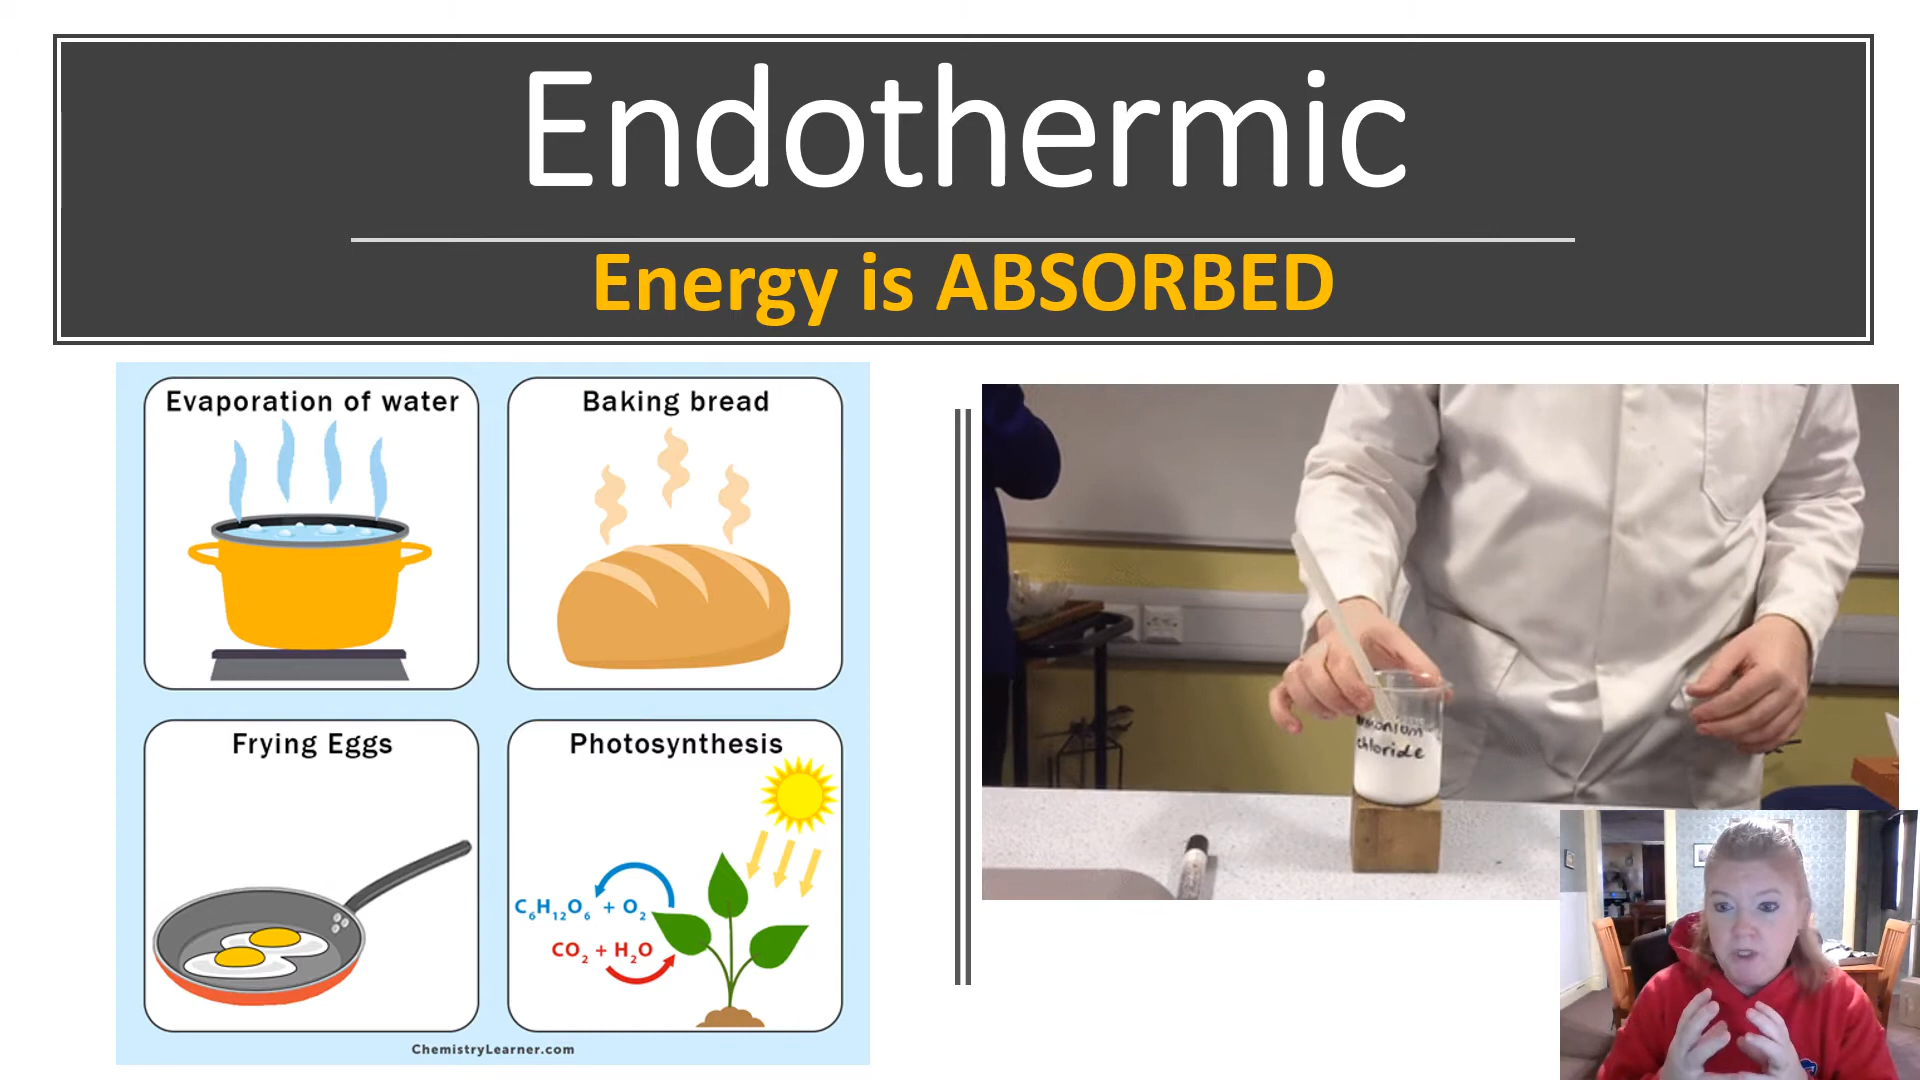 Endothermic
Energy is ABSORBED
Evaporation of water
Baking bread
Frying Eggs
Photosynthesis
C₆H₁₂O₆ + O₂
CO₂ + H₂O
ChemistryLearner.com
chloride